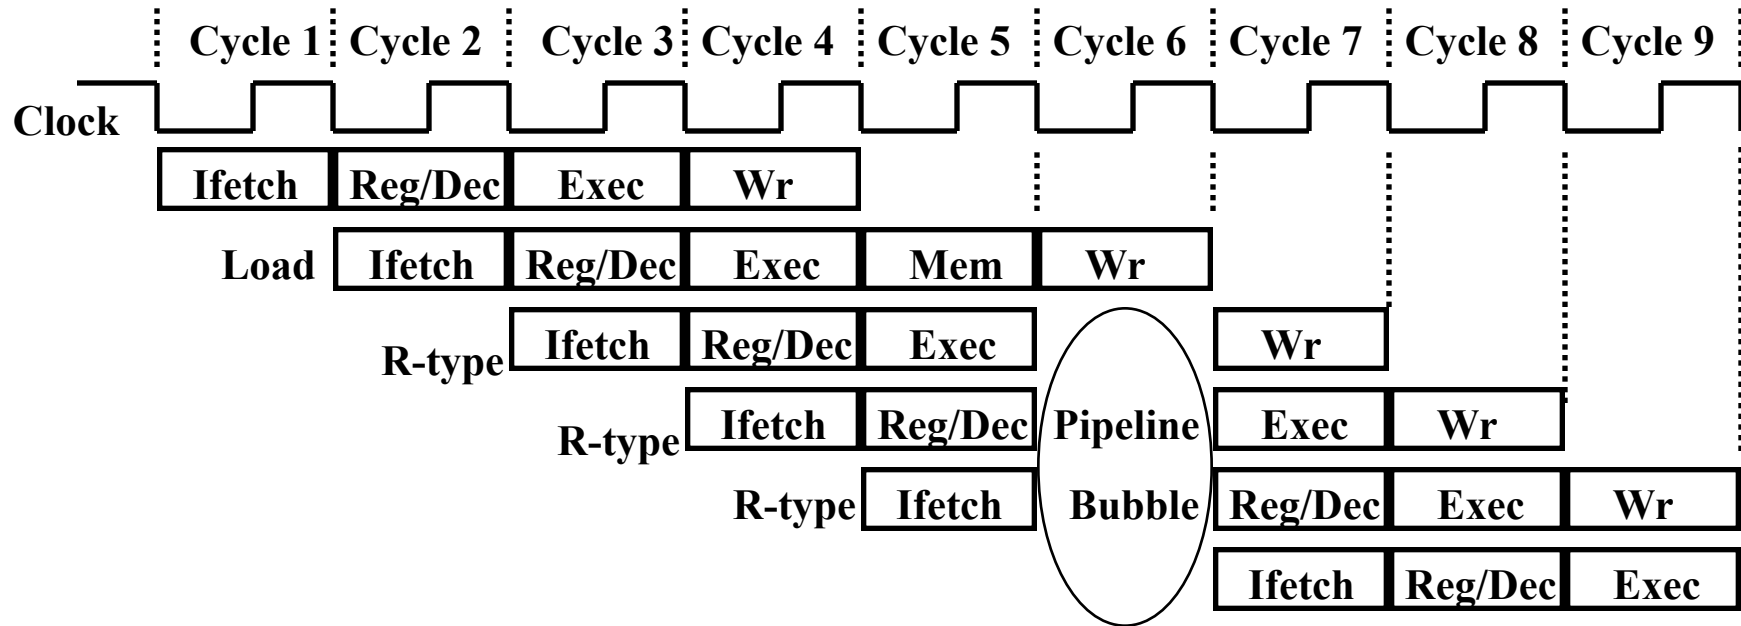 Cycle 1 Cycle 2 Cycle 3 Cycle 4 Cycle 5 Cycle 6 Cycle 7 Cycle 8 Cycle 9
Clock
Ifetch Reg/Dec Exec Wr
Load Ifetch Reg/Dec Exec Mem Wr
R-type Ifetch Reg/Dec Exec Wr
R-type Ifetch Reg/Dec Pipeline Exec Wr
R-type Ifetch Bubble Reg/Dec Exec Wr
Ifetch Reg/Dec Exec